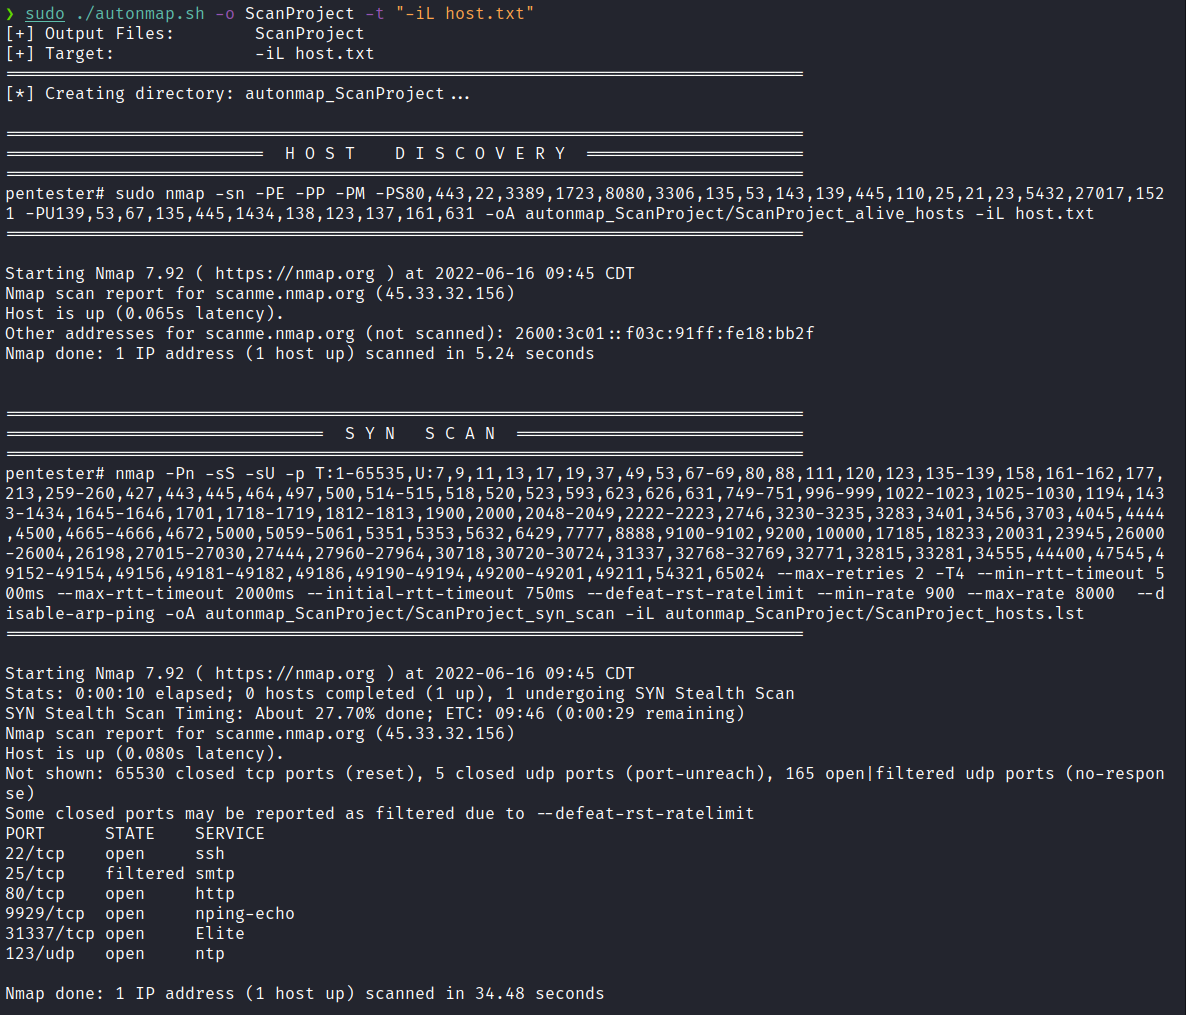 ❯ sudo ./autonmap.sh -o ScanProject -t "-iL host.txt"
[+] Output Files:        ScanProject
[+] Target:              -iL host.txt
================================================================================
[*] Creating directory: autonmap_ScanProject...

================================================================================
========================== H O S T    D I S C O V E R Y ======================
================================================================================
pentester# sudo nmap -sn -PE -PP -PM -PS80,443,22,3389,1723,8080,3306,135,53,143,139,445,110,25,21,23,5432,27017,152
1 -PU139,53,67,135,445,1434,138,123,137,161,631 -oA autonmap_ScanProject/ScanProject_alive_hosts -iL host.txt
================================================================================

Starting Nmap 7.92 ( https://nmap.org ) at 2022-06-16 09:45 CDT
Nmap scan report for scanme.nmap.org (45.33.32.156)
Host is up (0.065s latency).
Other addresses for scanme.nmap.org (not scanned): 2600:3c01::f03c:91ff:fe18:bb2f
Nmap done: 1 IP address (1 host up) scanned in 5.24 seconds

================================================================================
================================ S Y N   S C A N =============================
================================================================================
pentester# nmap -Pn -sS -sU -p T:1-65535,U:7,9,11,13,17,19,37,49,53,67-69,80,88,111,120,123,135-139,158,161-162,177,
213,259-260,427,443,445,464,497,500,514-515,518,520,523,593,623,626,631,749-751,996-999,1022-1023,1025-1030,1194,143
3-1434,1645-1646,1701,1718-1719,1812-1813,1900,2000,2048-2049,2222-2223,2746,3230-3235,3283,3401,3456,3703,4045,4444
,4500,4665-4666,4672,5000,5059-5061,5351,5353,5632,6429,7777,8888,9100-9102,9200,10000,17185,18233,20031,23945,26000
-26004,26198,27015-27030,27444,27960-27964,30718,30720-30724,31337,32768-32769,32771,32815,33281,34555,44400,47545,4
9152-49154,49156,49181-49182,49186,49190-49194,49200-49201,49211,54321,65024 --max-retries 2 -T4 --min-rtt-timeout 5
00ms --max-rtt-timeout 2000ms --initial-rtt-timeout 750ms --defeat-rst-ratelimit --min-rate 900 --max-rate 8000  --d
isable-arp-ping -oA autonmap_ScanProject/ScanProject_syn_scan -iL autonmap_ScanProject/ScanProject_hosts.lst
================================================================================

Starting Nmap 7.92 ( https://nmap.org ) at 2022-06-16 09:45 CDT
Stats: 0:00:10 elapsed; 0 hosts completed (1 up), 1 undergoing SYN Stealth Scan
SYN Stealth Scan Timing: About 27.70% done; ETC: 09:46 (0:00:29 remaining)
Nmap scan report for scanme.nmap.org (45.33.32.156)
Host is up (0.080s latency).
Not shown: 65530 closed tcp ports (reset), 5 closed udp ports (port-unreach), 165 open|filtered udp ports (no-respon
se)
Some closed ports may be reported as filtered due to --defeat-rst-ratelimit
PORT      STATE    SERVICE
22/tcp    open     ssh
25/tcp    filtered smtp
80/tcp    open     http
9929/tcp  open     nping-echo
31337/tcp open     Elite
123/udp   open     ntp

Nmap done: 1 IP address (1 host up) scanned in 34.48 seconds